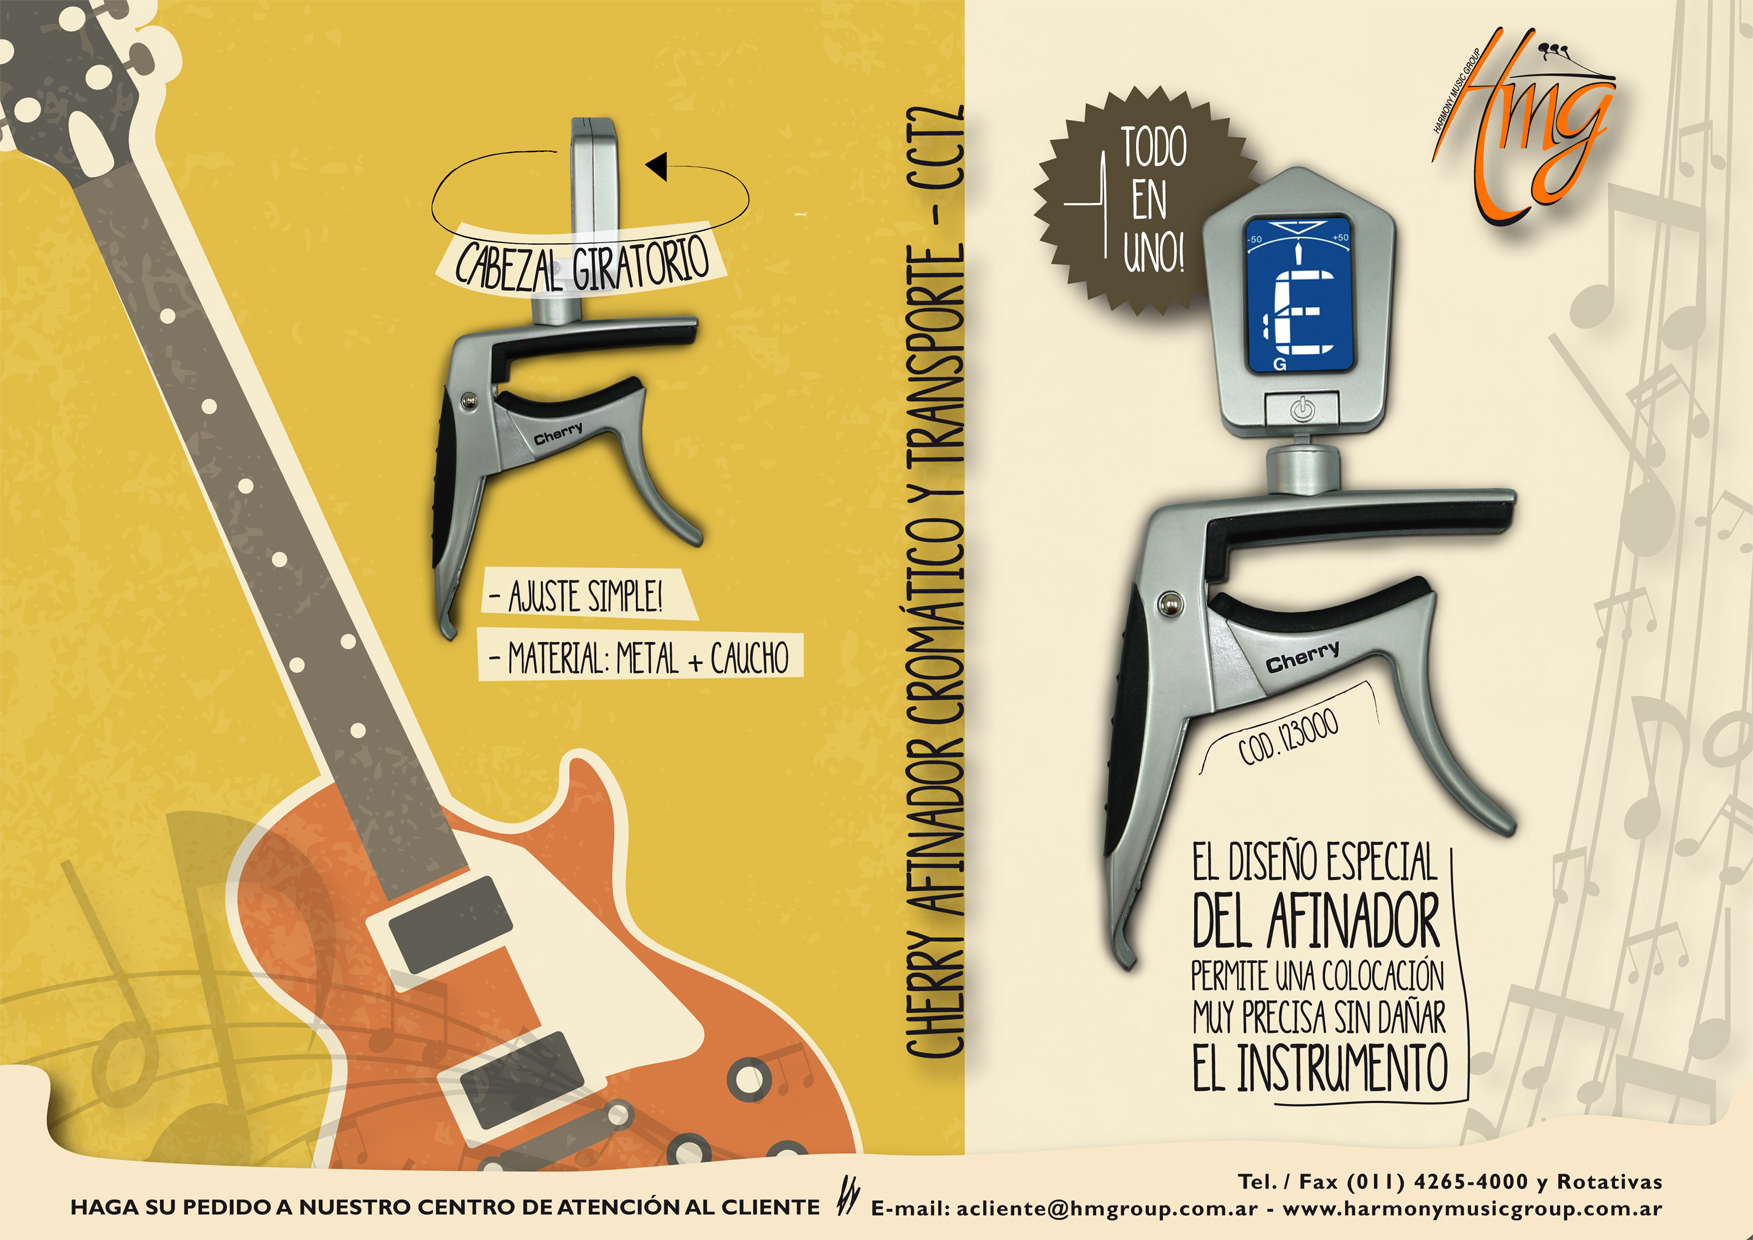 CABEZAL GIRATORIO
Cherry
- AJUSTE SIMPLE!
- MATERIAL: METAL + CAUCHO
CHERRY AFINADOR CROMÁTICO Y TRANSPORTE - CCT2
HARMONY MUSIC GROUP
Hmg
TODO
EN
UNO!
-50 +50
E
G
Cherry
COD. 123000
EL DISEÑO ESPECIAL
DEL AFINADOR
PERMITE UNA COLOCACIÓN
MUY PRECISA SIN DAÑAR
EL INSTRUMENTO
HAGA SU PEDIDO A NUESTRO CENTRO DE ATENCIÓN AL CLIENTE
Tel. / Fax (011) 4265-4000 y Rotativas
E-mail: acliente@hmgroup.com.ar - www.harmonymusicgroup.com.ar